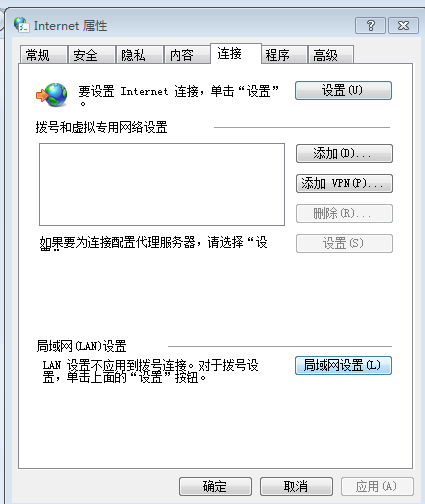 Internet 属性
常规 安全 隐私 内容 连接 程序 高级
要设置 Internet 连接，单击“设置” 设置(U)
。
拨号和虚拟专用网络设置
添加(D)...
添加 VPN(P)...
删除(R)...
如果要为连接配置代理服务器，请选择“设 设置(S)
局域网(LAN)设置
LAN 设置不应用到拨号连接。对于拨号设 局域网设置(L)
置，单击上面的“设置”按钮。
确定 取消 应用(A)